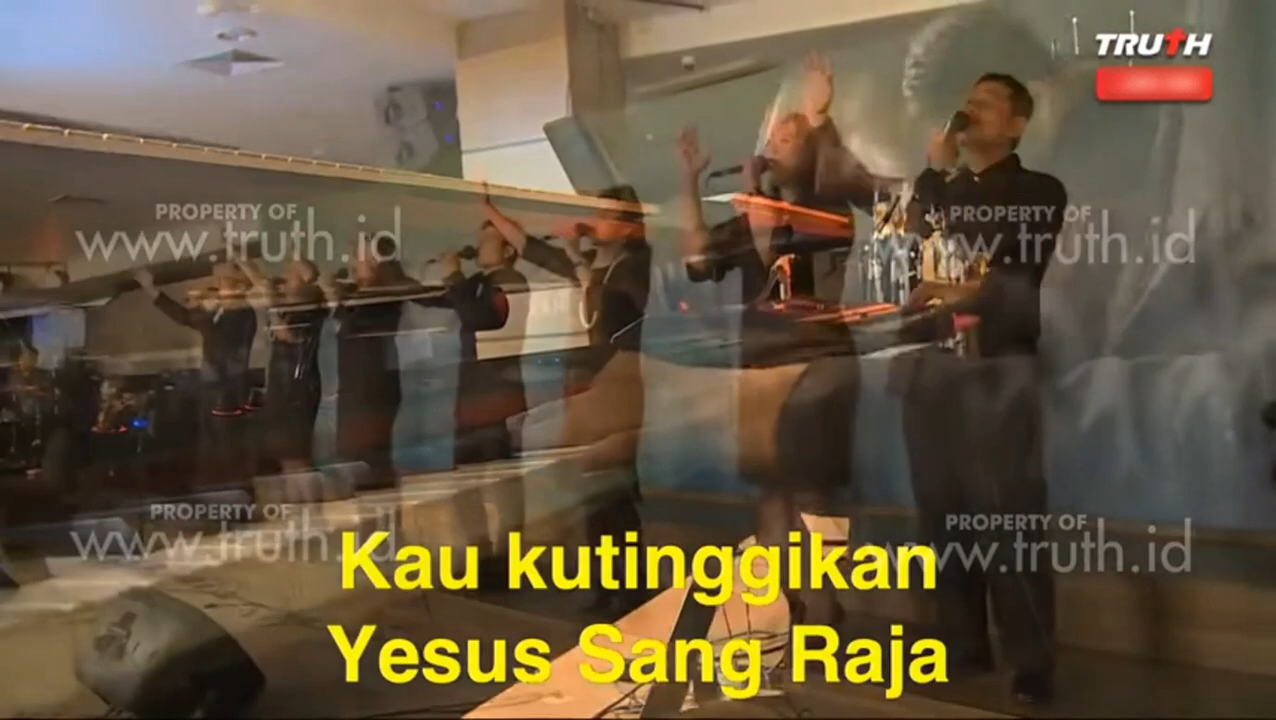 TRUTH
PROPERTY OF
www.truth.id
PROPERTY OF
www.truth.id
PROPERTY OF
www.truth.id
PROPERTY OF
www.truth.id
Kau kutinggikan
Yesus Sang Raja